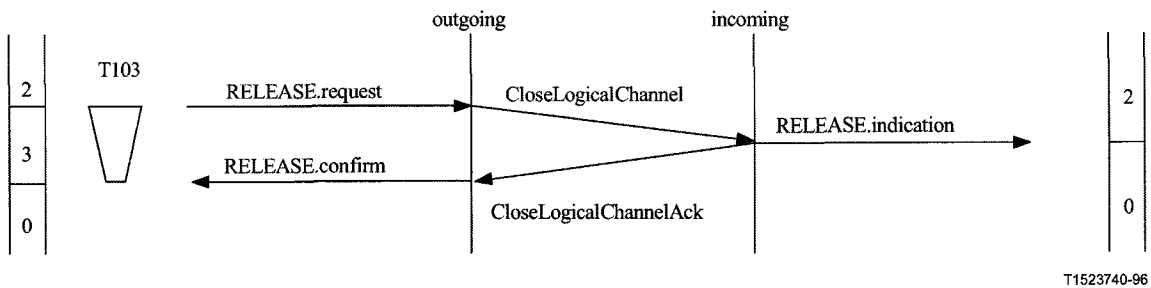 outgoing
incoming
T103
2
RELEASE.request
CloseLogicalChannel
2
RELEASE.indication
3
RELEASE.confirm
CloseLogicalChannelAck
0
0
T1523740-96